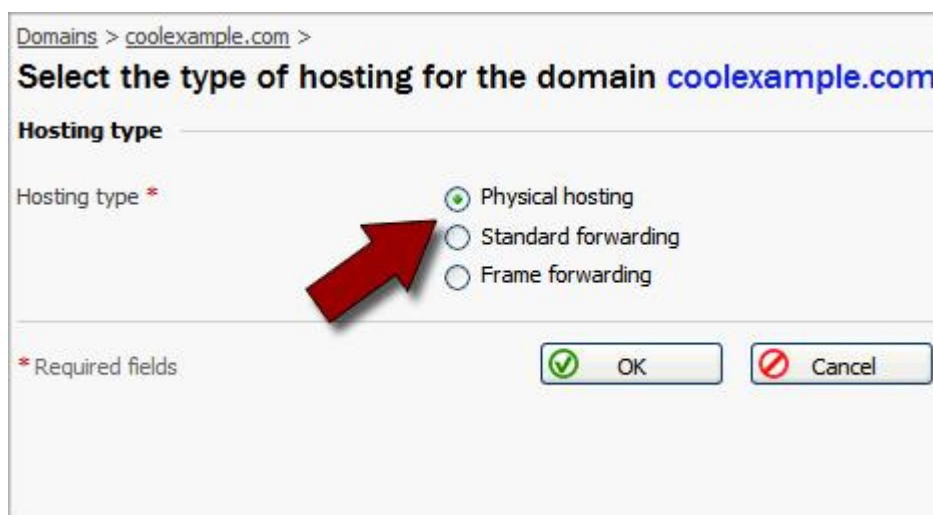 Domains > coolexample.com >
Select the type of hosting for the domain coolexample.com
Hosting type
Hosting type *
Physical hosting
Standard forwarding
Frame forwarding
* Required fields
OK
Cancel